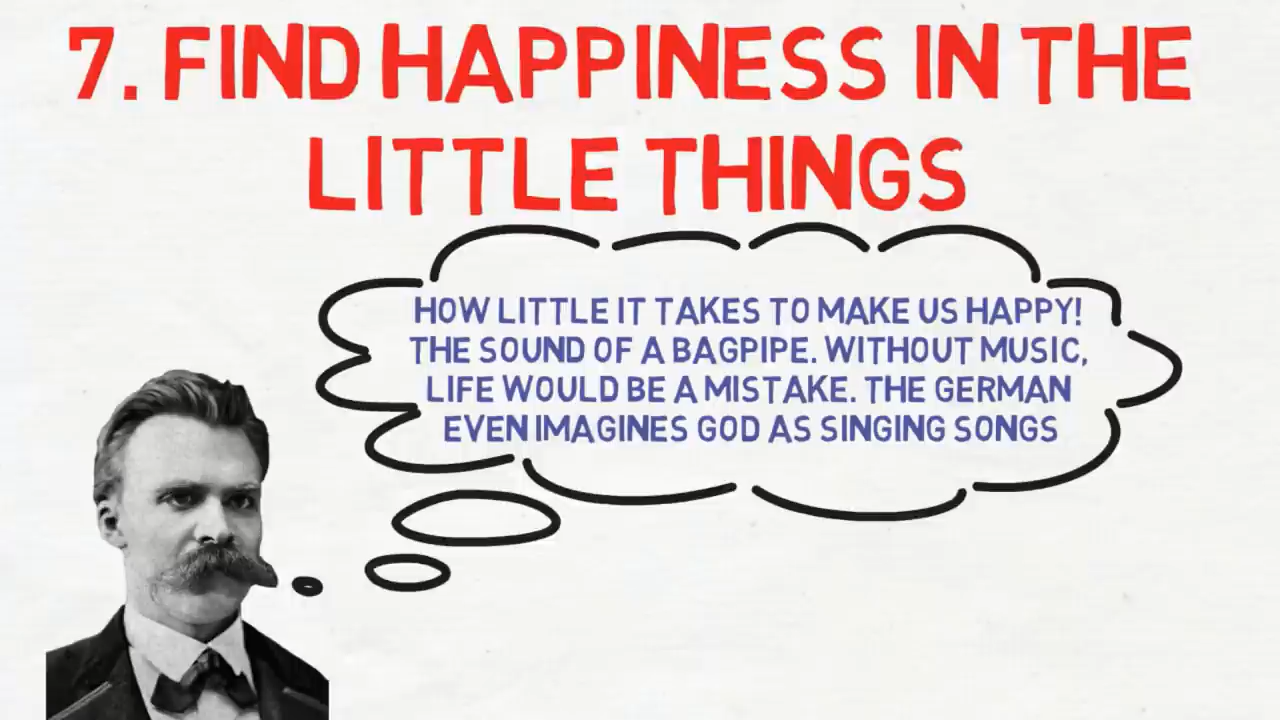 7. FIND HAPPINESS IN THE
LITTLE THINGS
HOW LITTLE IT TAKES TO MAKE US HAPPY!
THE SOUND OF A BAGPIPE. WITHOUT MUSIC,
LIFE WOULD BE A MISTAKE. THE GERMAN
EVEN IMAGINES GOD AS SINGING SONGS